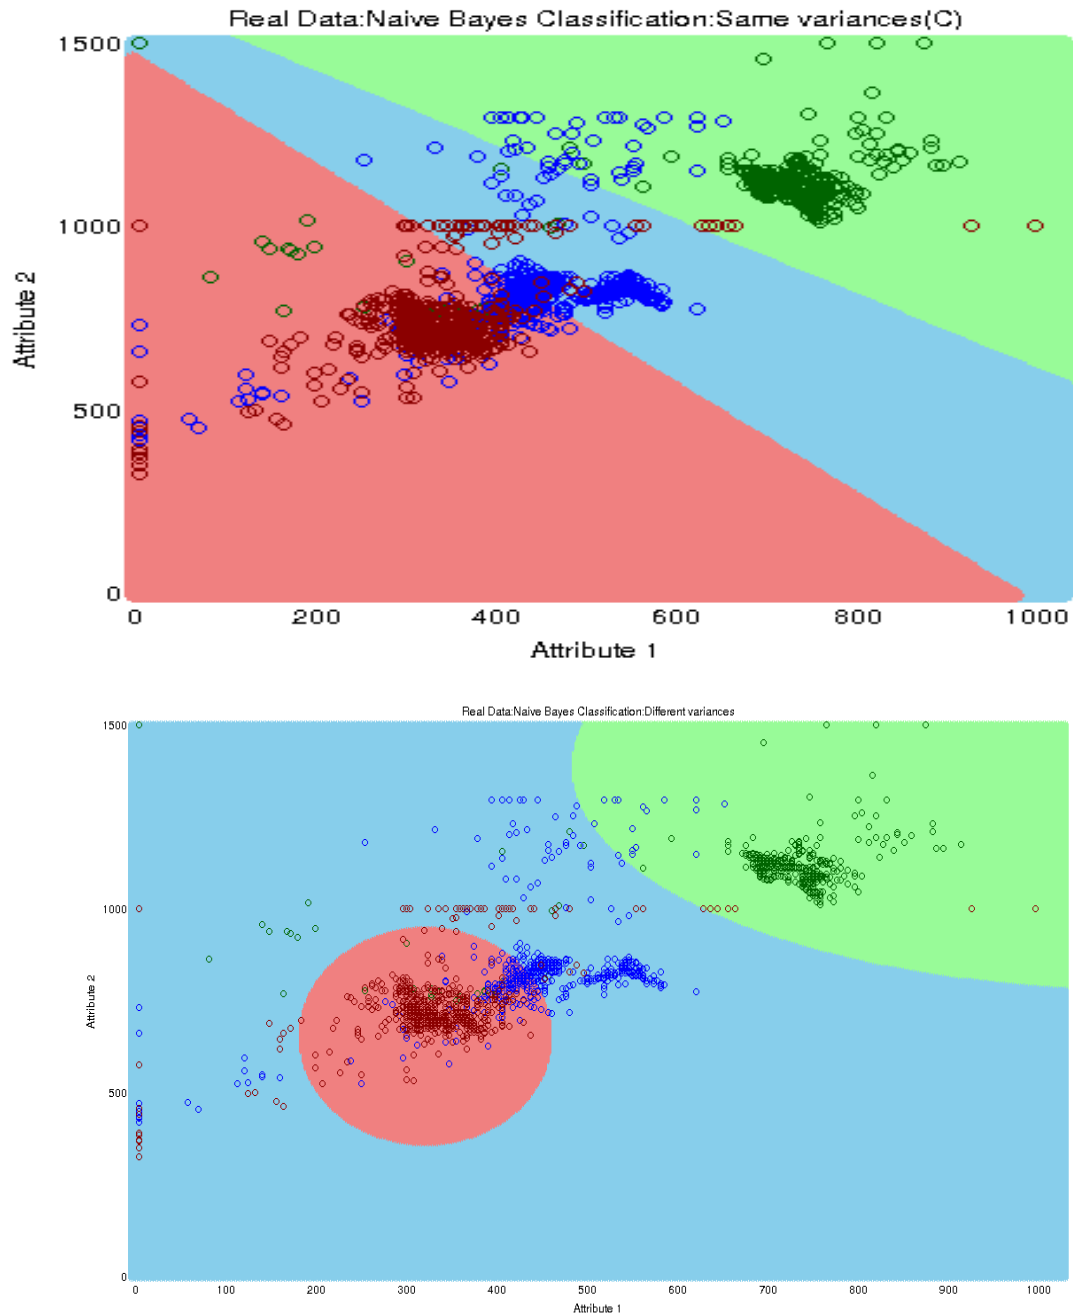 Real Data:Naive Bayes Classification:Same variances(C)
1500
1000
500
0
Attribute 2
0 200 400 600 800 1000
Attribute 1
Real Data:Naive Bayes Classification:Different variances
1500
1000
500
0
Attribute 2
0 100 200 300 400 500 600 700 800 900 1000
Attribute 1